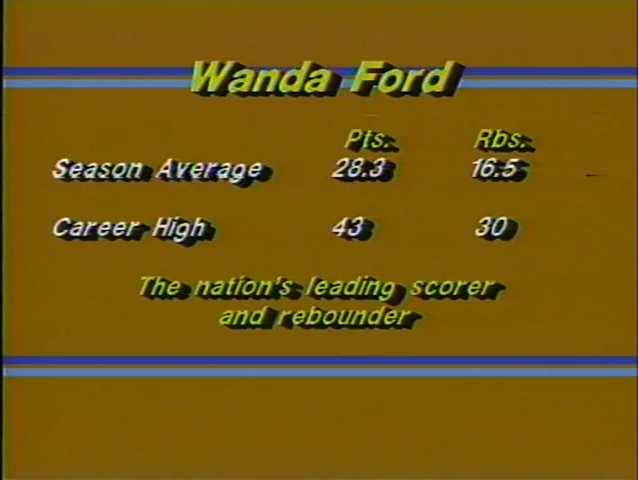 Wanda Ford
Pts. Rbs.
Season Average 28.3 16.5
Career High 43 30
The nation's leading scorer
and rebounder